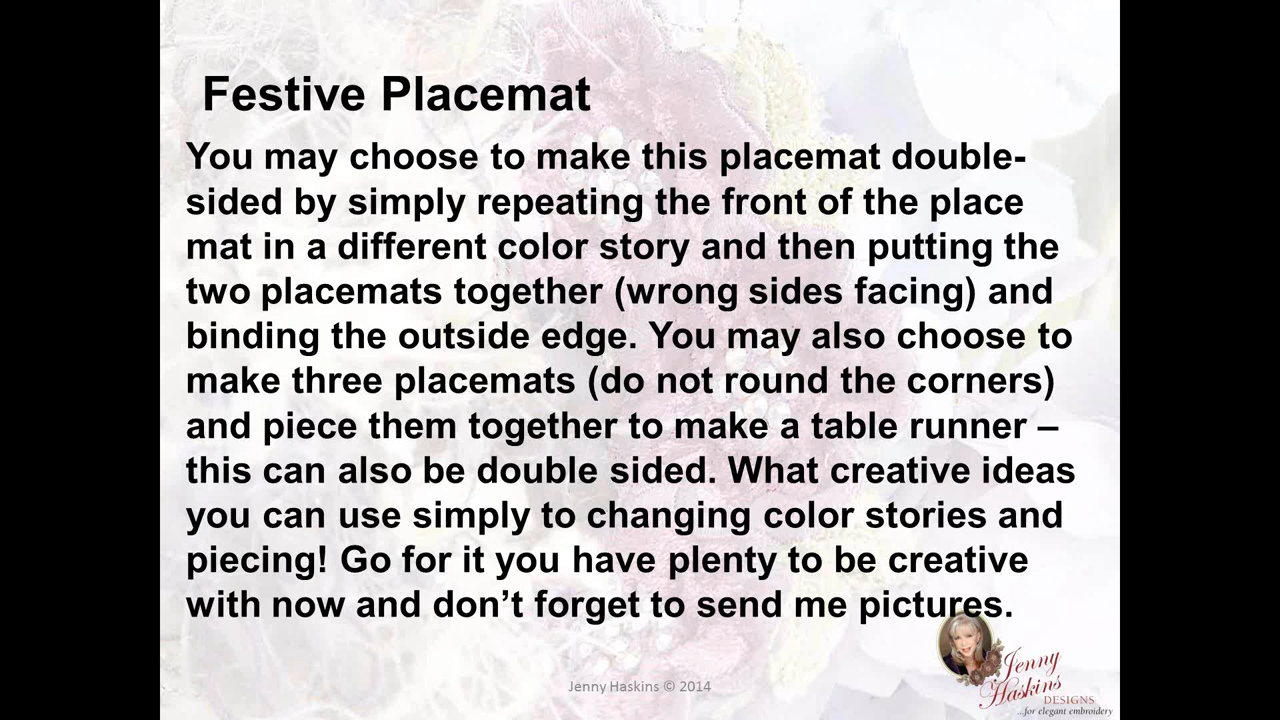 Festive Placemat
You may choose to make this placemat double-
sided by simply repeating the front of the place
mat in a different color story and then putting the
two placemats together (wrong sides facing) and
binding the outside edge. You may also choose to
make three placemats (do not round the corners)
and piece them together to make a table runner –
this can also be double sided. What creative ideas
you can use simply to changing color stories and
piecing! Go for it you have plenty to be creative
with now and don’t forget to send me pictures.
Jenny Haskins © 2014
Jenny
Haskins
DESIGNS
...for elegant embroidery